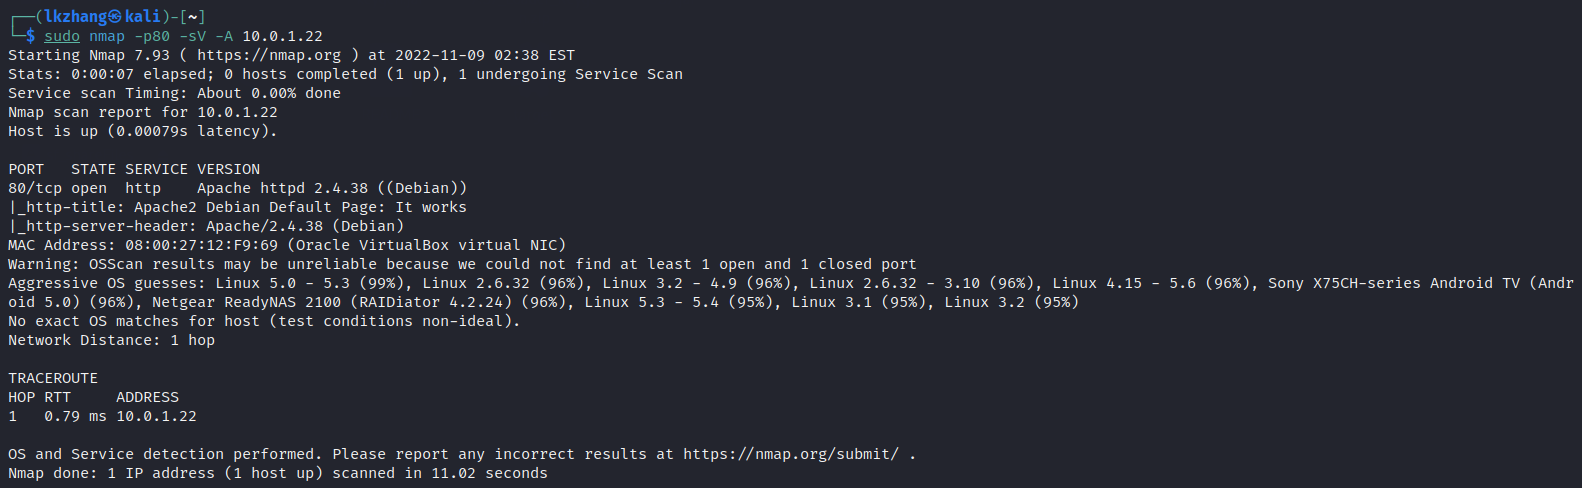 ┌──(lkzhang㉿kali)-[~]
└─$ sudo nmap -p80 -sV -A 10.0.1.22
Starting Nmap 7.93 ( https://nmap.org ) at 2022-11-09 02:38 EST
Stats: 0:00:07 elapsed; 0 hosts completed (1 up), 1 undergoing Service Scan
Service scan Timing: About 0.00% done
Nmap scan report for 10.0.1.22
Host is up (0.00079s latency).

PORT   STATE SERVICE VERSION
80/tcp open  http    Apache httpd 2.4.38 ((Debian))
|_http-title: Apache2 Debian Default Page: It works
|_http-server-header: Apache/2.4.38 (Debian)
MAC Address: 08:00:27:12:F9:69 (Oracle VirtualBox virtual NIC)
Warning: OSScan results may be unreliable because we could not find at least 1 open and 1 closed port
Aggressive OS guesses: Linux 5.0 - 5.3 (99%), Linux 2.6.32 (96%), Linux 3.2 - 4.9 (96%), Linux 2.6.32 - 3.10 (96%), Linux 4.15 - 5.6 (96%), Sony X75CH-series Android TV (Andr
oid 5.0) (96%), Netgear ReadyNAS 2100 (RAIDiator 4.2.24) (96%), Linux 5.3 - 5.4 (95%), Linux 3.1 (95%), Linux 3.2 (95%)
No exact OS matches for host (test conditions non-ideal).
Network Distance: 1 hop

TRACEROUTE
HOP RTT     ADDRESS
1   0.79 ms 10.0.1.22

OS and Service detection performed. Please report any incorrect results at https://nmap.org/submit/ .
Nmap done: 1 IP address (1 host up) scanned in 11.02 seconds